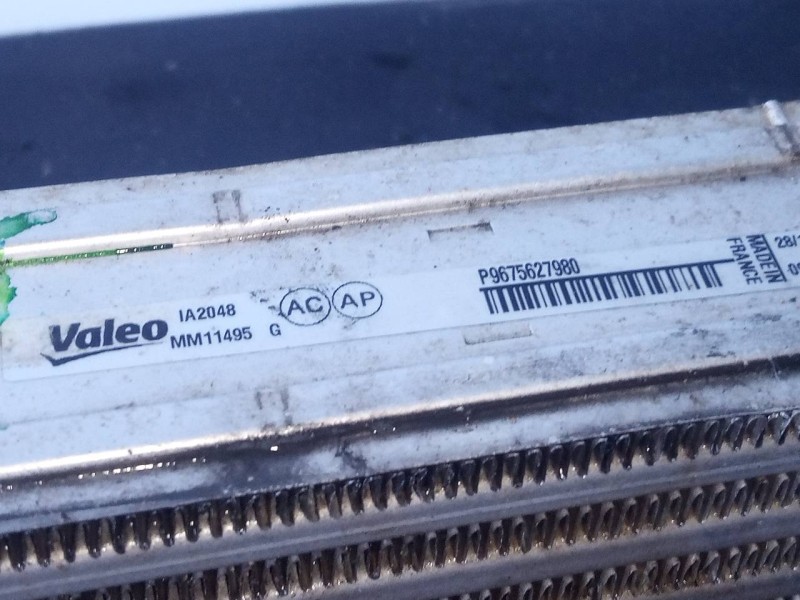 Valeo
IA2048
MM11495 G
AC AP
P9675627980
MADE IN
FRANCE